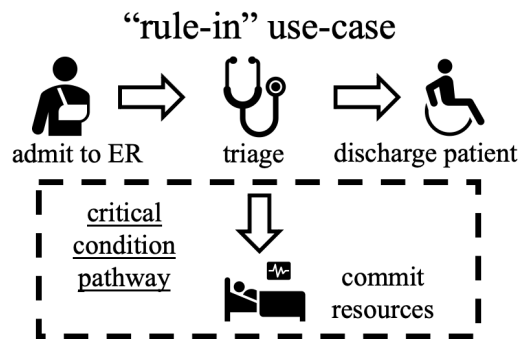 “rule-in” use-case
admit to ER
triage
discharge patient
critical
condition
pathway
commit
resources